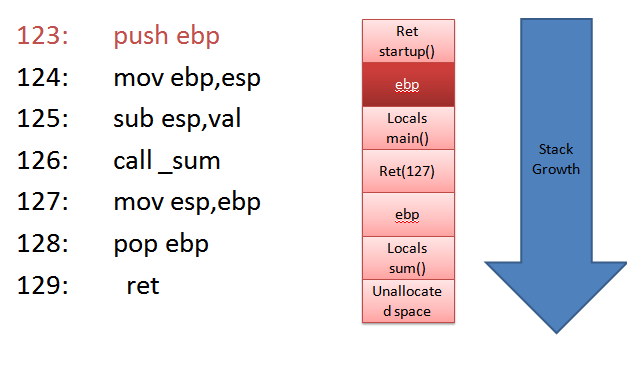 123: push ebp
124: mov ebp,esp
125: sub esp,val
126: call _sum
127: mov esp,ebp
128: pop ebp
129: ret
Ret
startup()
ebp
Locals
main()
Ret(127)
ebp
Locals
sum()
Unallocate
d space
Stack
Growth